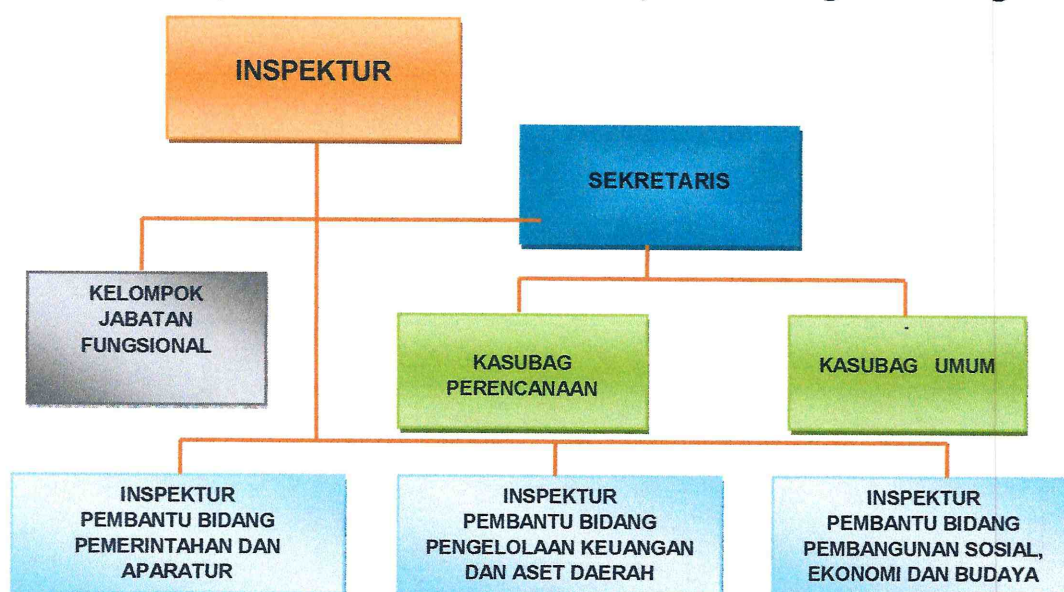 INSPEKTUR
SEKRETARIS
KELOMPOK
JABATAN
FUNGSIONAL
KASUBAG
PERENCANAAN
KASUBAG UMUM
INSPEKTUR
PEMBANTU BIDANG
PEMERINTAHAN DAN
APARATUR
INSPEKTUR
PEMBANTU BIDANG
PENGELOLAAN KEUANGAN
DAN ASET DAERAH
INSPEKTUR
PEMBANTU BIDANG
PEMBANGUNAN SOSIAL,
EKONOMI DAN BUDAYA